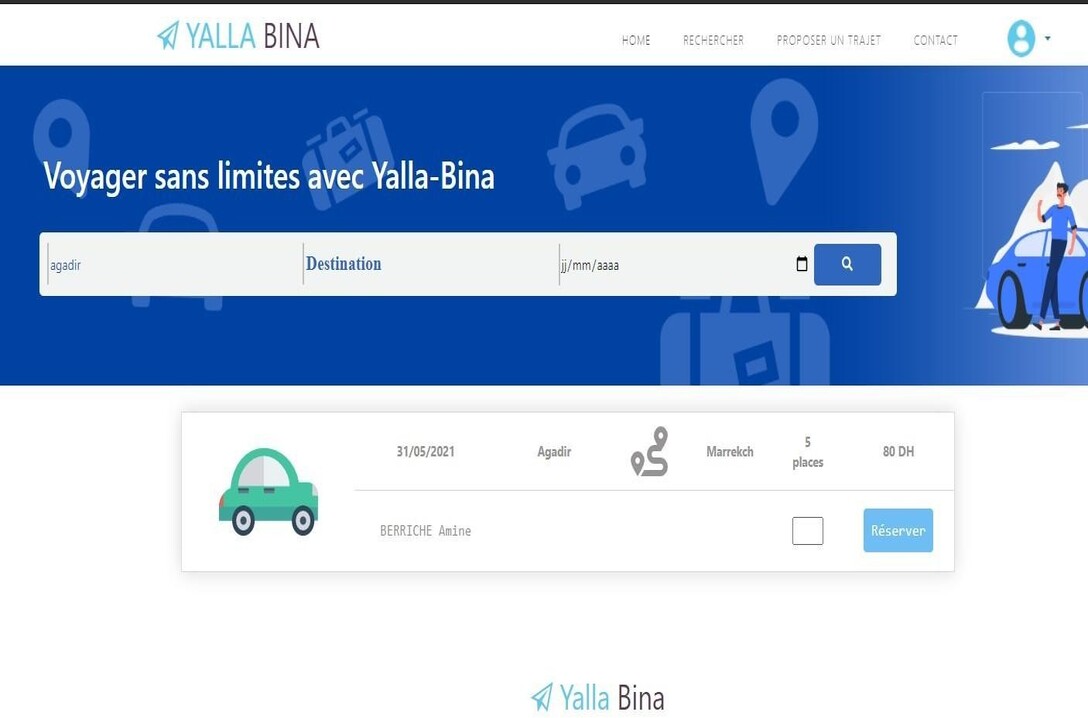 YALLA BINA
HOME RECHERCHER PROPOSER UN TRAJET CONTACT
Voyager sans limites avec Yalla-Bina
agadir Destination jj/mm/aaaa
31/05/2021 Agadir Marrekch 5 places 80 DH
BERRICHE Amine Réserver
Yalla Bina